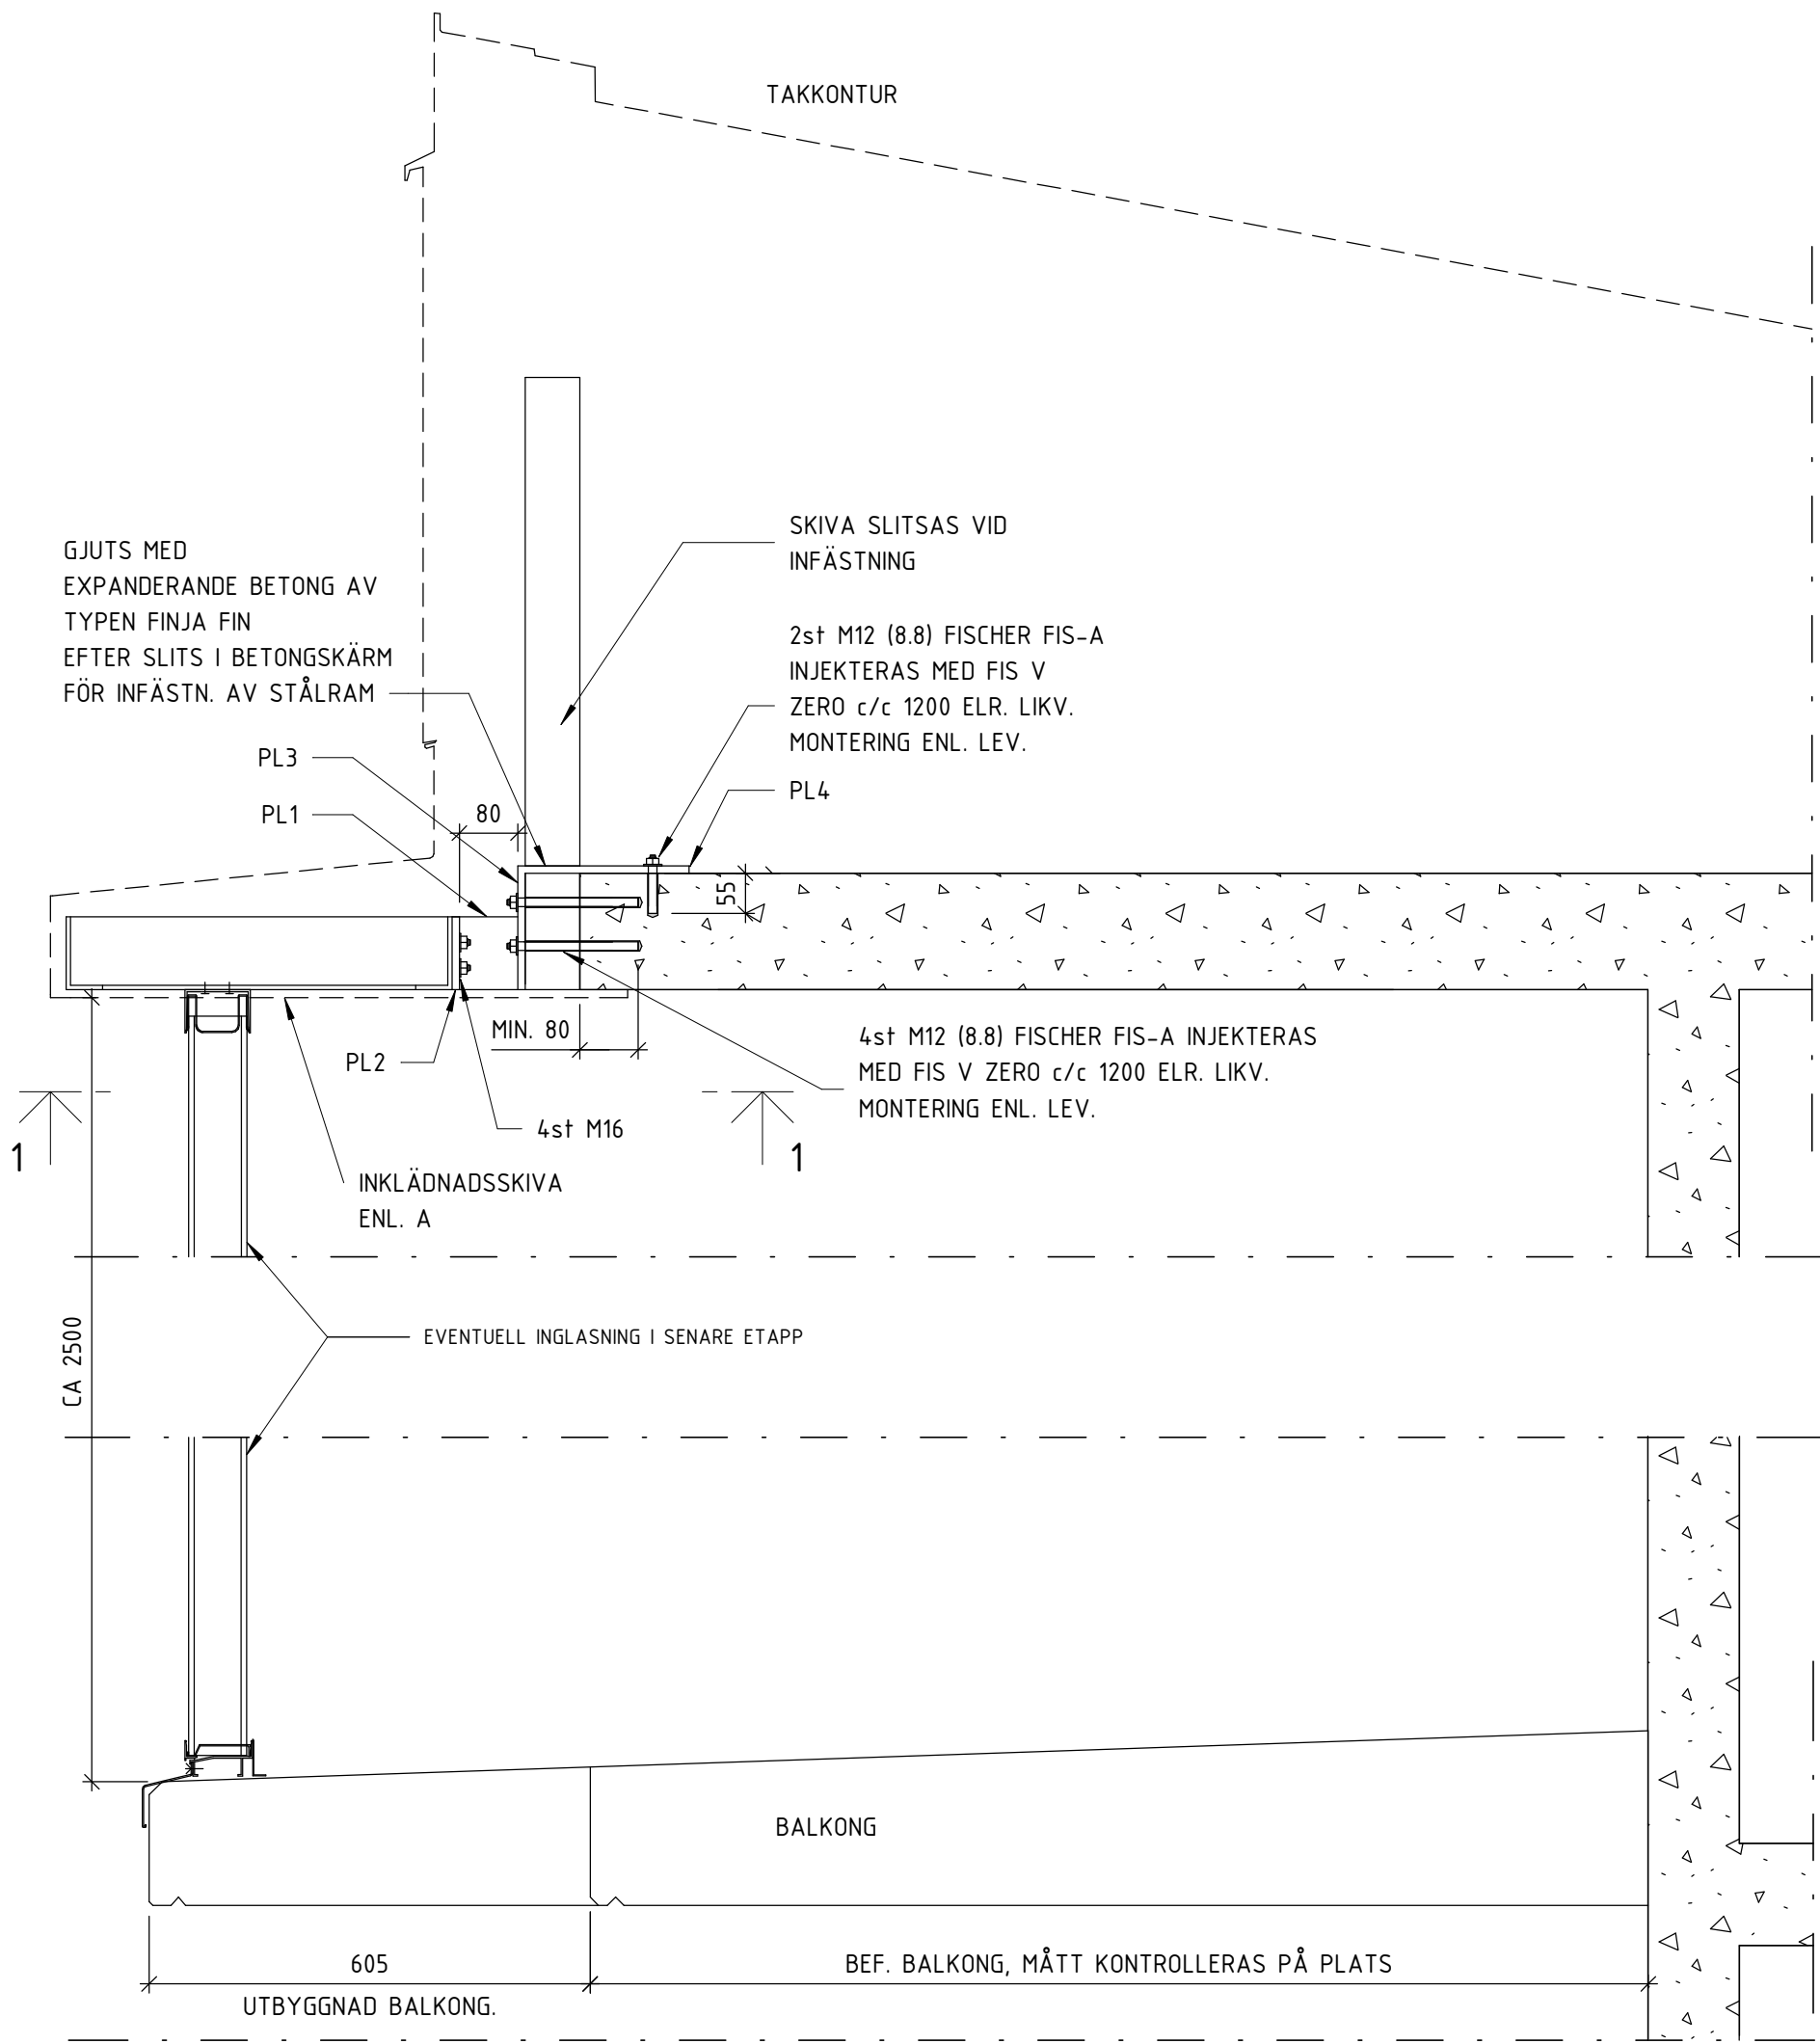 TAKKONTUR
SKIVA SLITSAS VID
INFÄSTNING
GJUTS MED
EXPANDERANDE BETONG AV
TYPEN FINJA FIN
EFTER SLITS I BETONGSKÄRM
FÖR INFÄSTN. AV STÅLRAM
2st M12 (8.8) FISCHER FIS-A
INJEKTERAS MED FIS V
ZERO c/c 1200 ELR. LIKV.
MONTERING ENL. LEV.
PL3
PL4
PL1
80
55
MIN. 80
PL2
4st M12 (8.8) FISCHER FIS-A INJEKTERAS
MED FIS V ZERO c/c 1200 ELR. LIKV.
MONTERING ENL. LEV.
4st M16
1
1
INKLÄDNADSSKIVA
ENL. A
CA 2500
EVENTUELL INGLASNING I SENARE ETAPP
BALKONG
605
BEF. BALKONG, MÅTT KONTROLLERAS PÅ PLATS
UTBYGGNAD BALKONG.